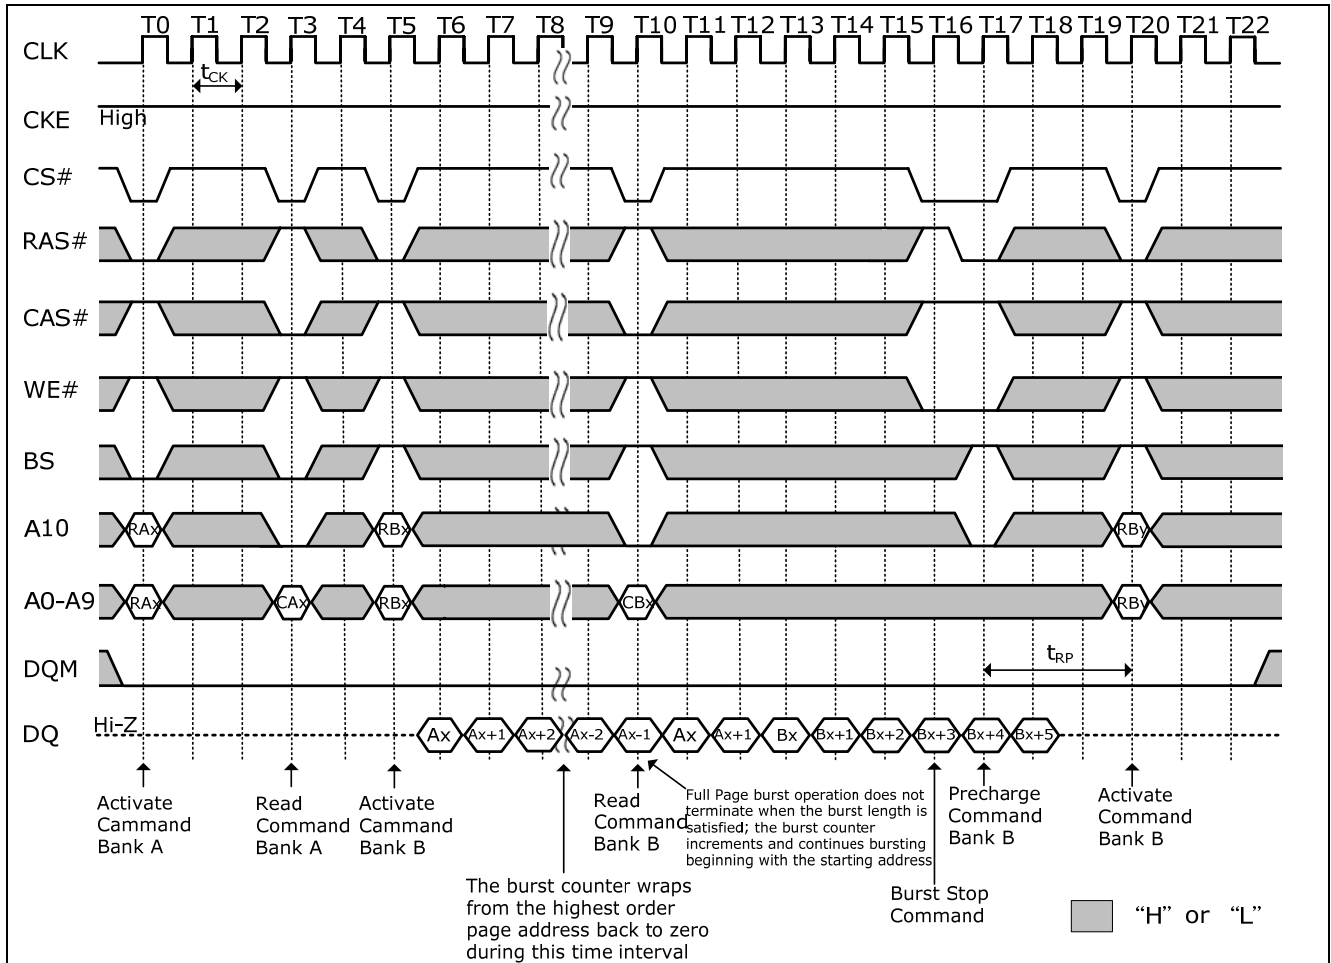 T0 T1 T2 T3 T4 T5 T6 T7 T8 T9 T10 T11 T12 T13 T14 T15 T16 T17 T18 T19 T20 T21 T22
CLK
tCK
CKE High
CS#
RAS#
CAS#
WE#
BS
A10 RAx RBx RBy
A0-A9 RAx CAx RBx CBx RBy
DQM
tRP
DQ Hi-Z Ax Ax+1 Ax+2 Ax-2 Ax-1 Ax Ax+1 Bx Bx+1 Bx+2 Bx+3 Bx+4 Bx+5
Activate
Cammand
Bank A
Read
Command
Bank A
Activate
Cammand
Bank B
The burst counter wraps
from the highest order
page address back to zero
during this time interval
Read
Command
Bank B
Full Page burst operation does not
terminate when the burst length is
satisfied; the burst counter
increments and continues bursting
beginning with the starting address
Burst Stop
Command
Precharge
Command
Bank B
Activate
Command
Bank B
“H” or “L”